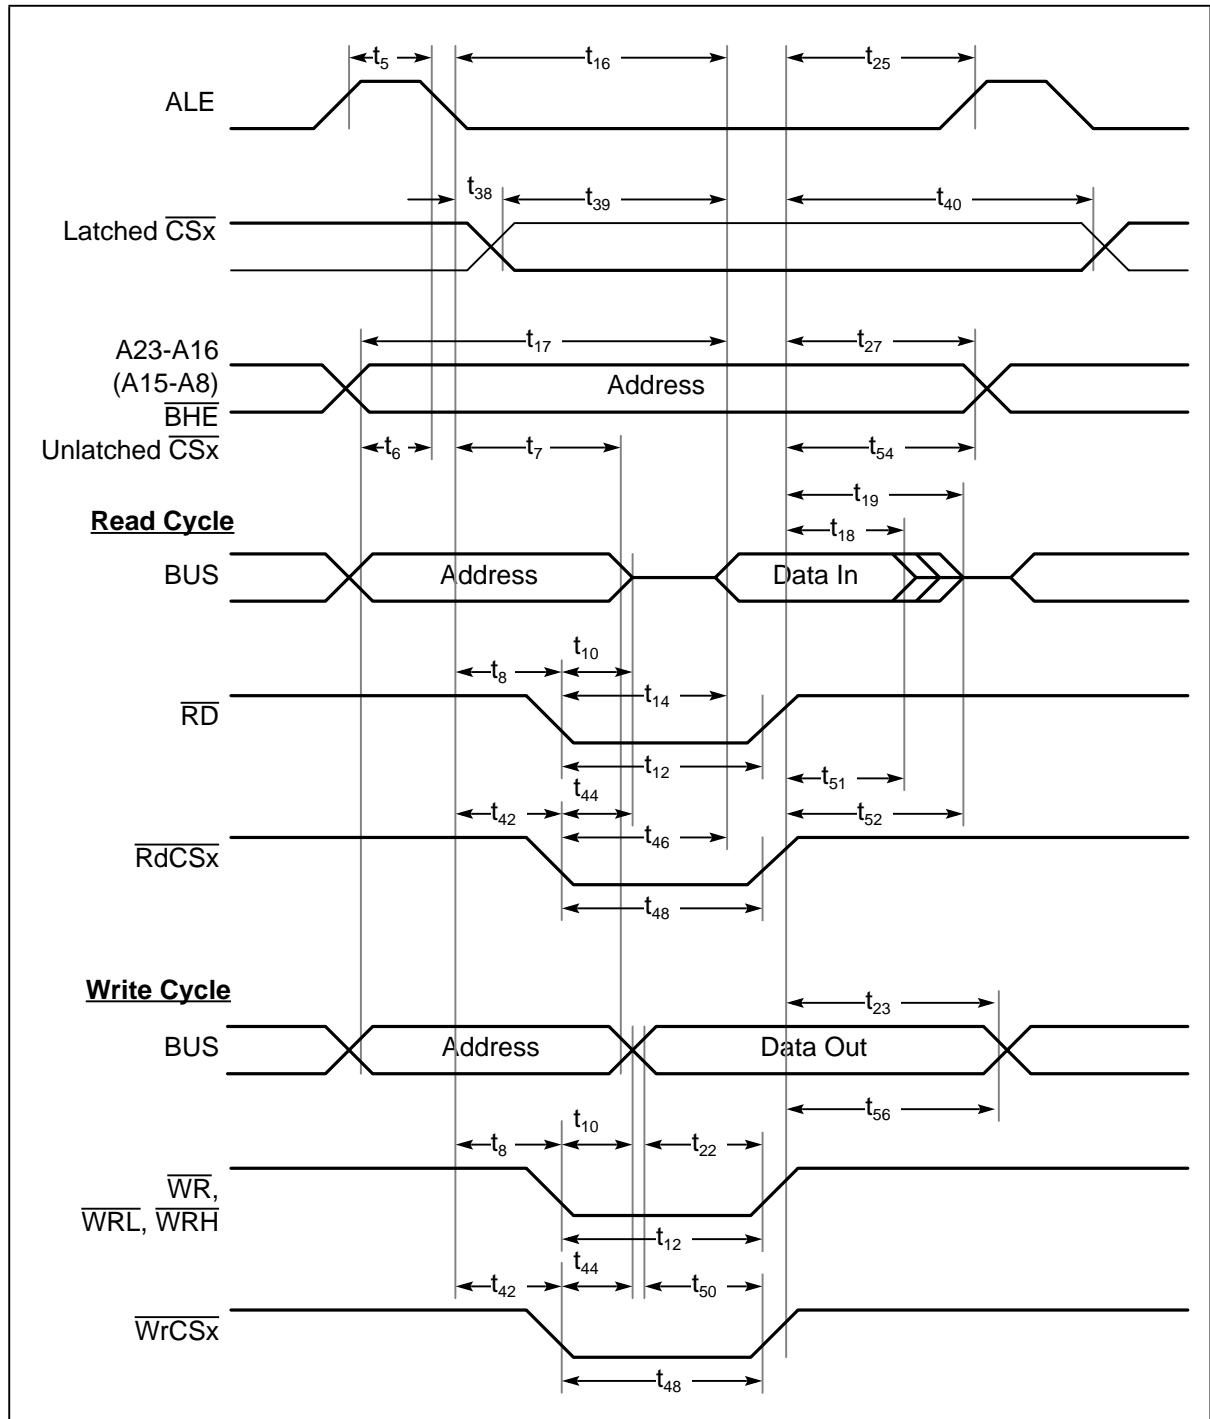 t5 t16 t25
ALE
t38 t39 t40
Latched CSx
t17 t27
A23-A16
(A15-A8)
BHE
Address
Unlatched CSx
t6 t7 t54
t19
Read Cycle
t18
BUS Address Data In
t10
t8
t14
RD
t12
t51
t44
t42 t52
t46
RdCSx
t48
Write Cycle
t23
BUS Address Data Out
t56
t10
t8 t22
WR,
WRL, WRH
t12
t44
t42 t50
WrCSx
t48